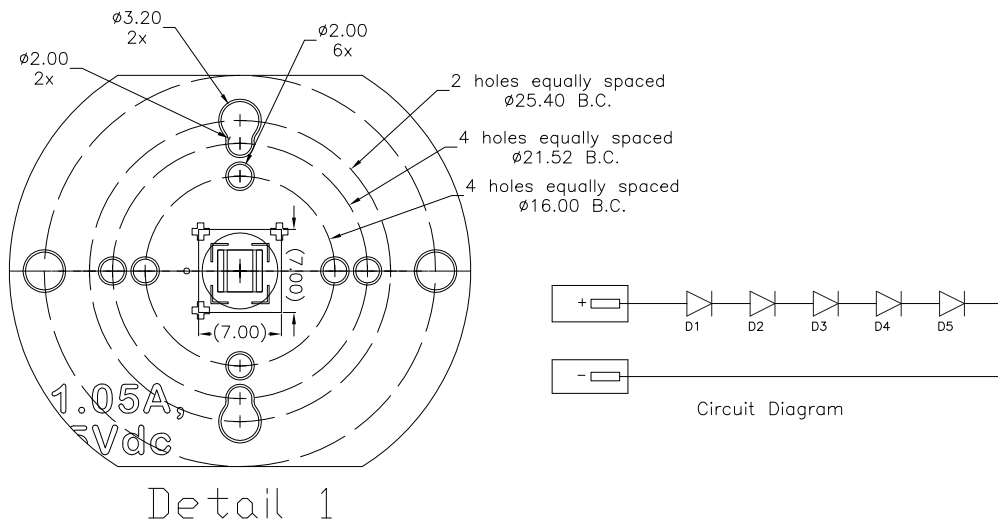 ø3.20
2x
ø2.00
6x
ø2.00
2x
2 holes equally spaced
ø25.40 B.C.
4 holes equally spaced
ø21.52 B.C.
4 holes equally spaced
ø16.00 B.C.
(7.00)
(7.00)
1.05A,
5Vdc
Detail 1
+
D1 D2 D3 D4 D5
-
Circuit Diagram